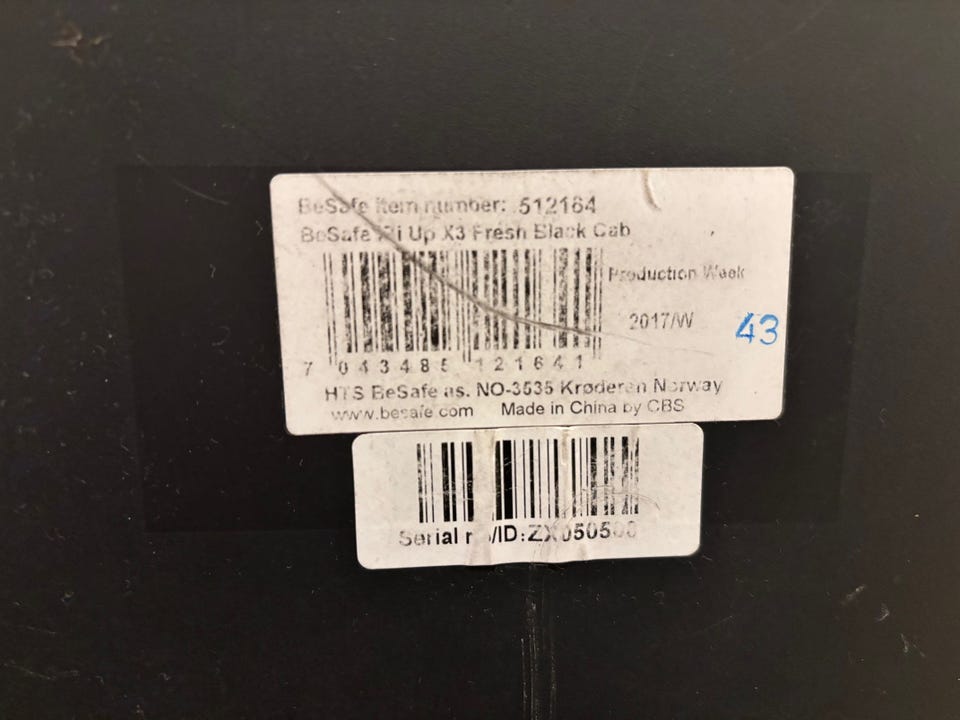 BeSafe item number: 512164
BeSafe iZi Up X3 Fresh Black Cab
Production Week
2017/W 43
7 043485 121641
HTS BeSafe as. NO-3535 Krøderen Norway
www.besafe.com Made in China by CBS
Serial no/ID: